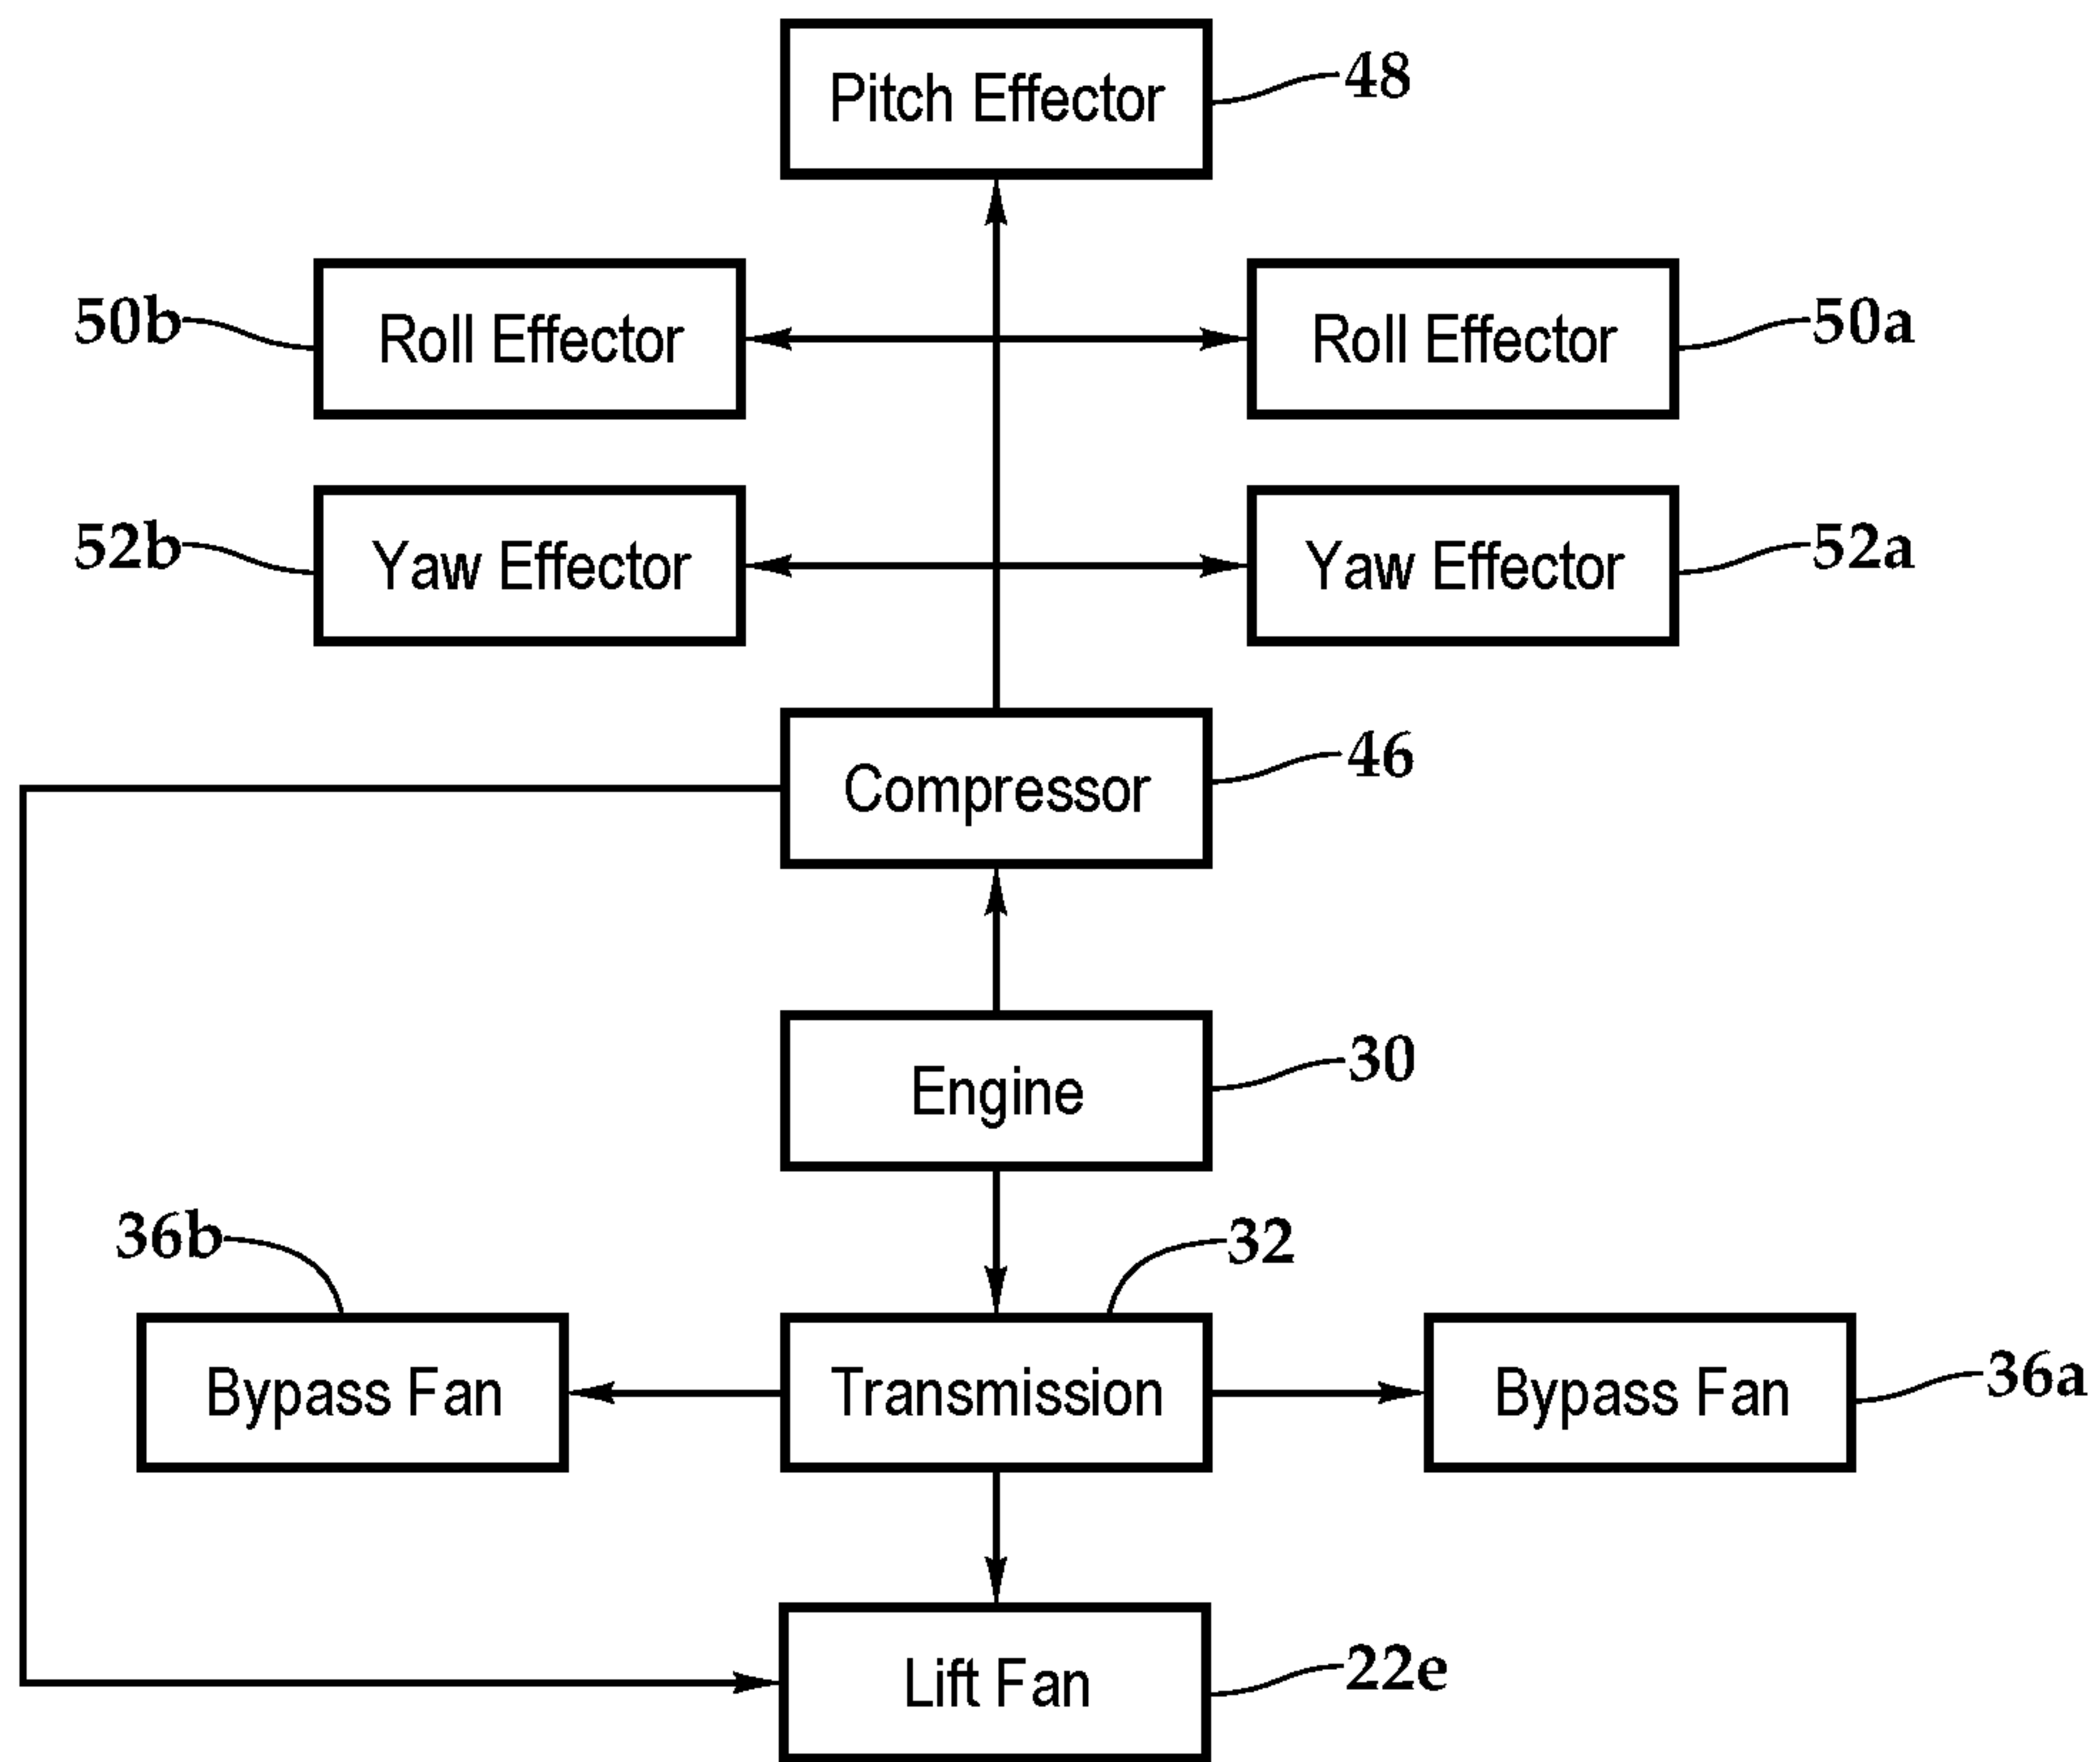 Pitch Effector
48
50b
Roll Effector
Roll Effector
50a
52b
Yaw Effector
Yaw Effector
52a
Compressor
46
Engine
30
36b
32
Bypass Fan
Transmission
Bypass Fan
36a
Lift Fan
22e